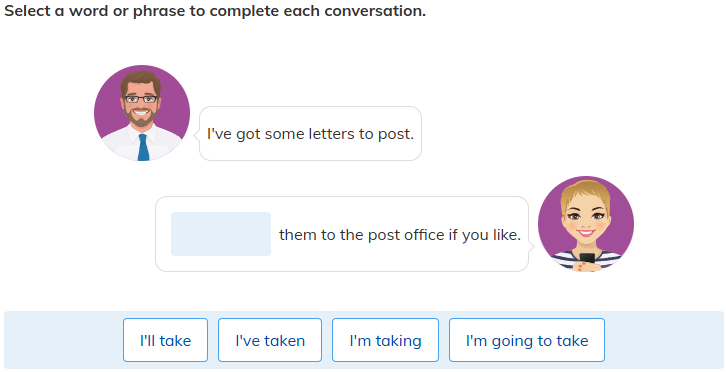 Select a word or phrase to complete each conversation.
I've got some letters to post.
them to the post office if you like.
I'll take
I've taken
I'm taking
I'm going to take